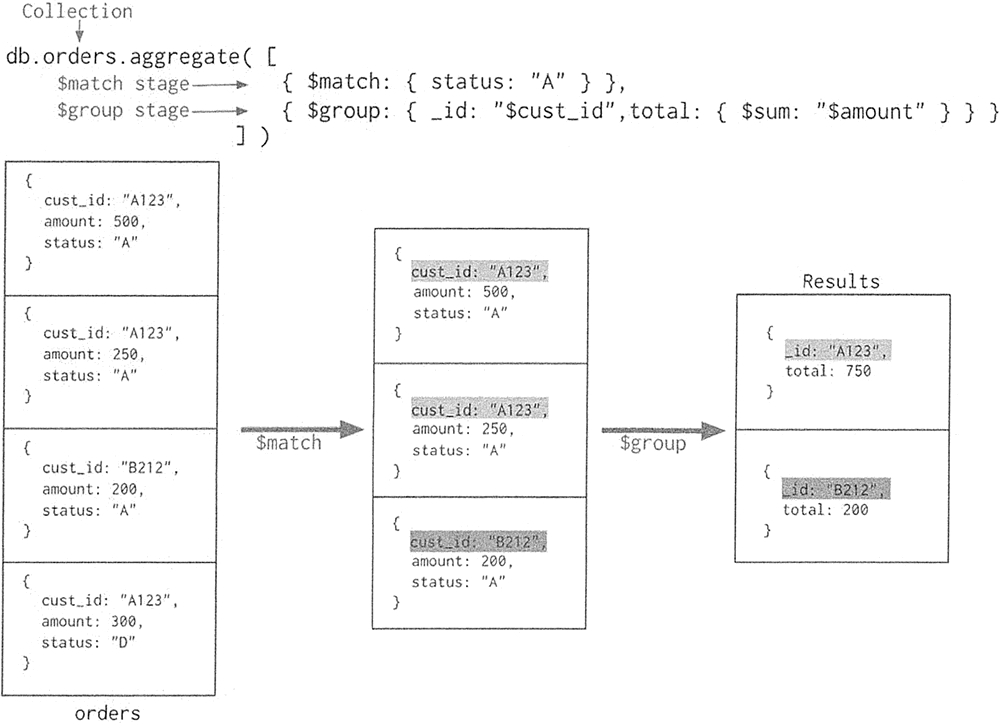 Collection
db.orders.aggregate( [
$match stage
{ $match: { status: "A" } },
$group stage
{ $group: { _id: "$cust_id",total: { $sum: "$amount" } } }
] )
{
cust_id: "A123",
amount: 500,
status: "A"
}
{
cust_id: "A123",
amount: 250,
status: "A"
}
{
cust_id: "B212",
amount: 200,
status: "A"
}
{
cust_id: "A123",
amount: 300,
status: "D"
}
orders
$match
{
cust_id: "A123",
amount: 500,
status: "A"
}
{
cust_id: "A123",
amount: 250,
status: "A"
}
{
cust_id: "B212",
amount: 200,
status: "A"
}
$group
Results
{
_id: "A123",
total: 750
}
{
_id: "B212",
total: 200
}